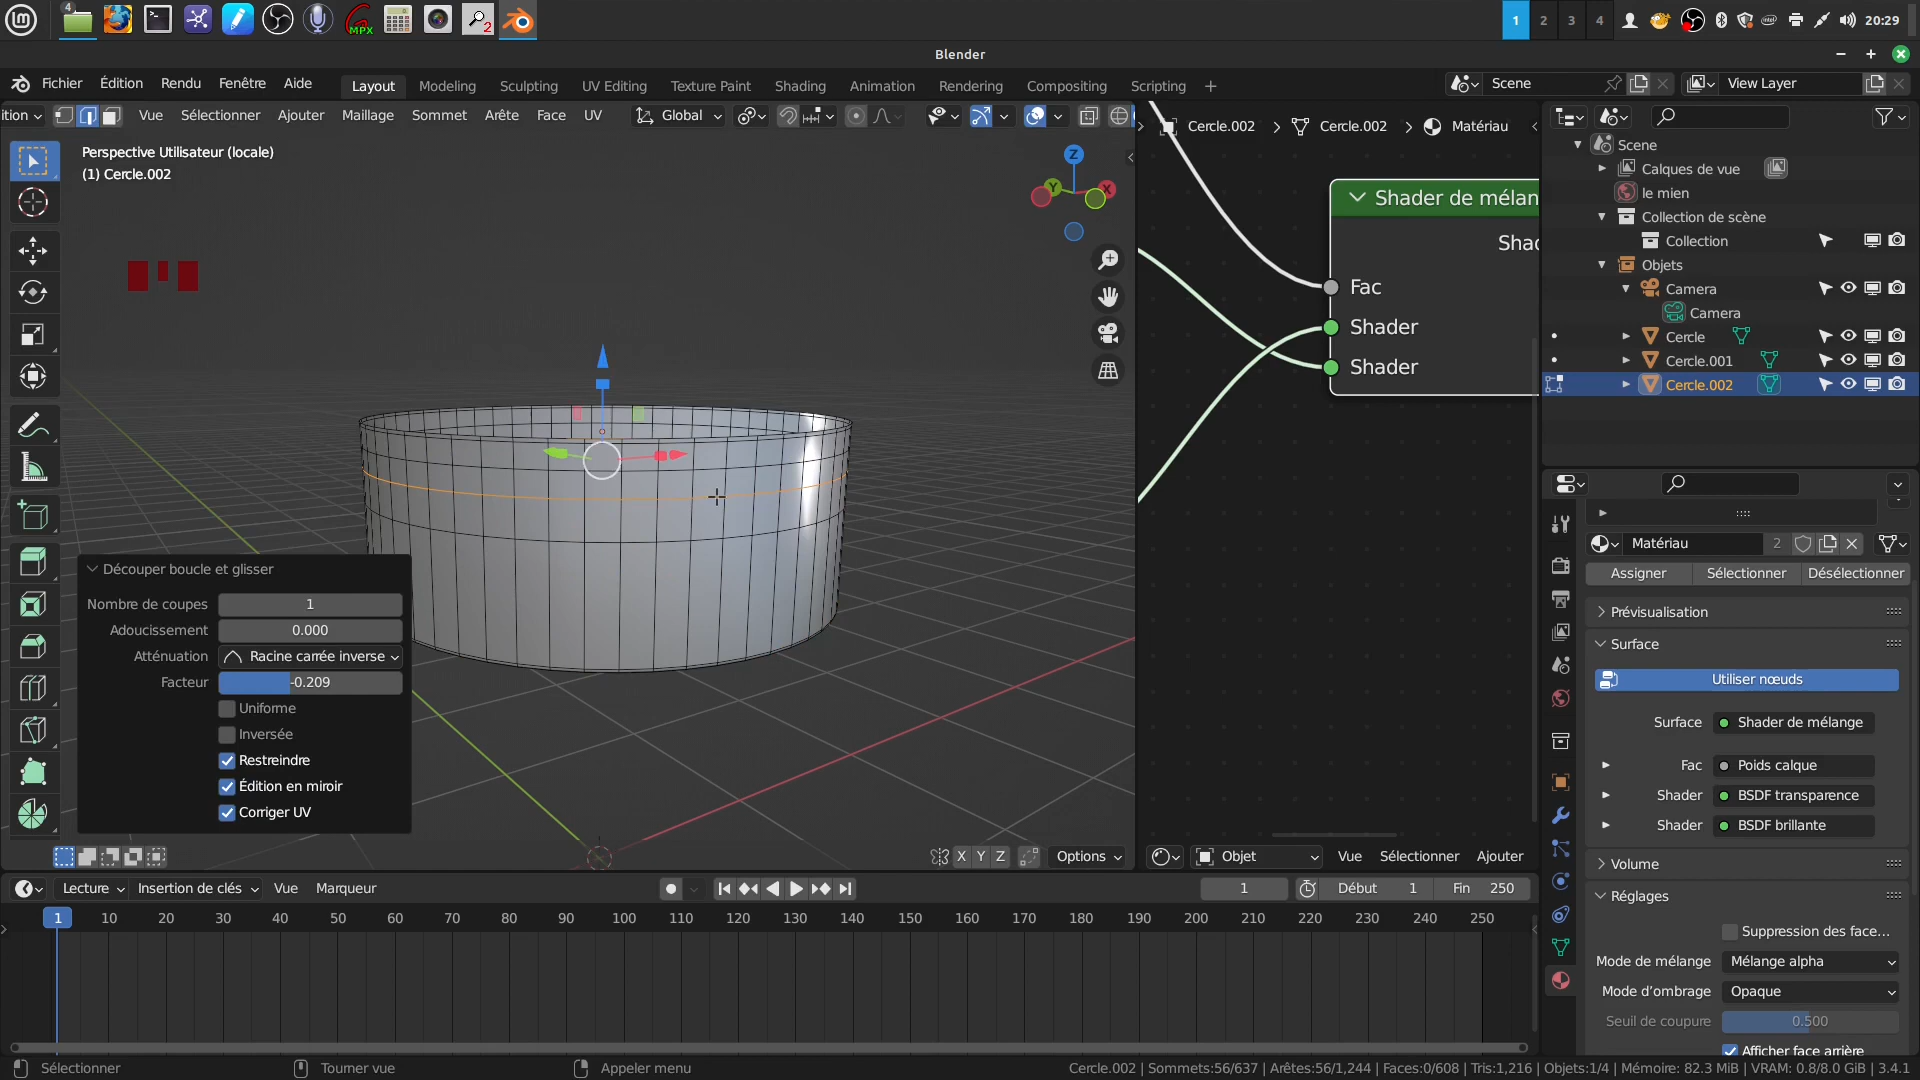 4
MPX
2
1 2 3 4
20:29
Blender
Fichier Édition Rendu Fenêtre Aide
Layout Modeling Sculpting UV Editing Texture Paint Shading Animation Rendering Compositing Scripting +
Scene
View Layer
ition Vue Sélectionner Ajouter Maillage Sommet Arête Face UV Global
Perspective Utilisateur (locale)
(1) Cercle.002
Z
Y X
Découper boucle et glisser
Nombre de coupes 1
Adoucissement 0.000
Atténuation Racine carrée inverse
Facteur -0.209
Uniforme
Inversée
Restreindre
Édition en miroir
Corriger UV
X Y Z Options
Cercle.002 > Cercle.002 > Matériau
Shader de mélan
Shac
Fac
Shader
Shader
Objet Vue Sélectionner Ajouter
Scene
Calques de vue
le mien
Collection de scène
Collection
Objets
Camera
Camera
Cercle
Cercle.001
Cercle.002
Matériau 2
Assigner Sélectionner Désélectionner
Prévisualisation
Surface
Utiliser nœuds
Surface Shader de mélange
Fac Poids calque
Shader BSDF transparence
Shader BSDF brillante
Volume
Réglages
Suppression des face...
Mode de mélange Mélange alpha
Mode d'ombrage Opaque
Seuil de coupure 0.500
Afficher face arrière
Lecture Insertion de clés Vue Marqueur
1 Début 1 Fin 250
1 10 20 30 40 50 60 70 80 90 100 110 120 130 140 150 160 170 180 190 200 210 220 230 240 250
Sélectionner Tourner vue Appeler menu
Cercle.002 | Sommets:56/637 | Arêtes:56/1,244 | Faces:0/608 | Tris:1,216 | Objets:1/4 | Mémoire: 82.3 MiB | VRAM: 0.8/8.0 GiB | 3.4.1